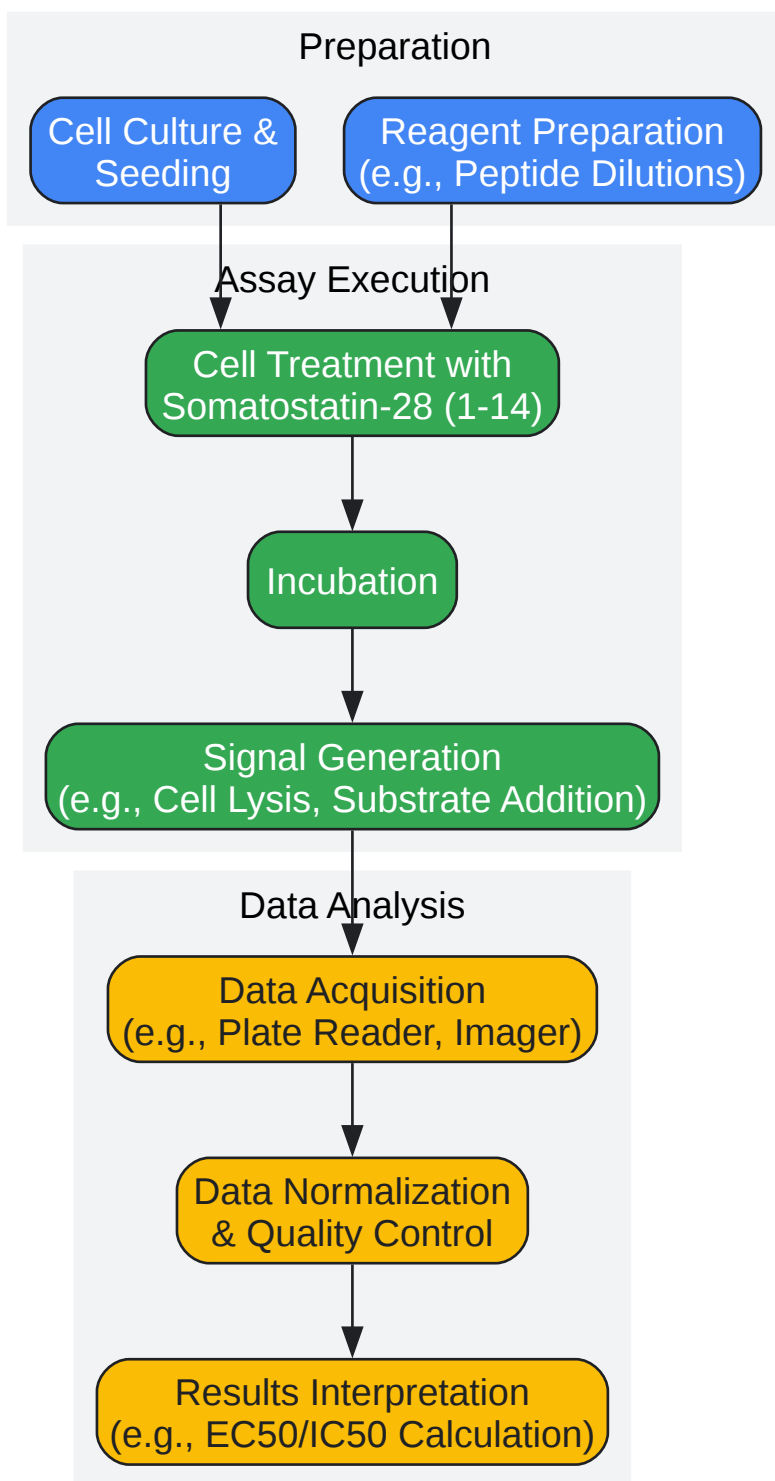 Preparation
Cell Culture &
Seeding
Reagent Preparation
(e.g., Peptide Dilutions)
Assay Execution
Cell Treatment with
Somatostatin-28 (1-14)
Incubation
Signal Generation
(e.g., Cell Lysis, Substrate Addition)
Data Analysis
Data Acquisition
(e.g., Plate Reader, Imager)
Data Normalization
& Quality Control
Results Interpretation
(e.g., EC50/IC50 Calculation)